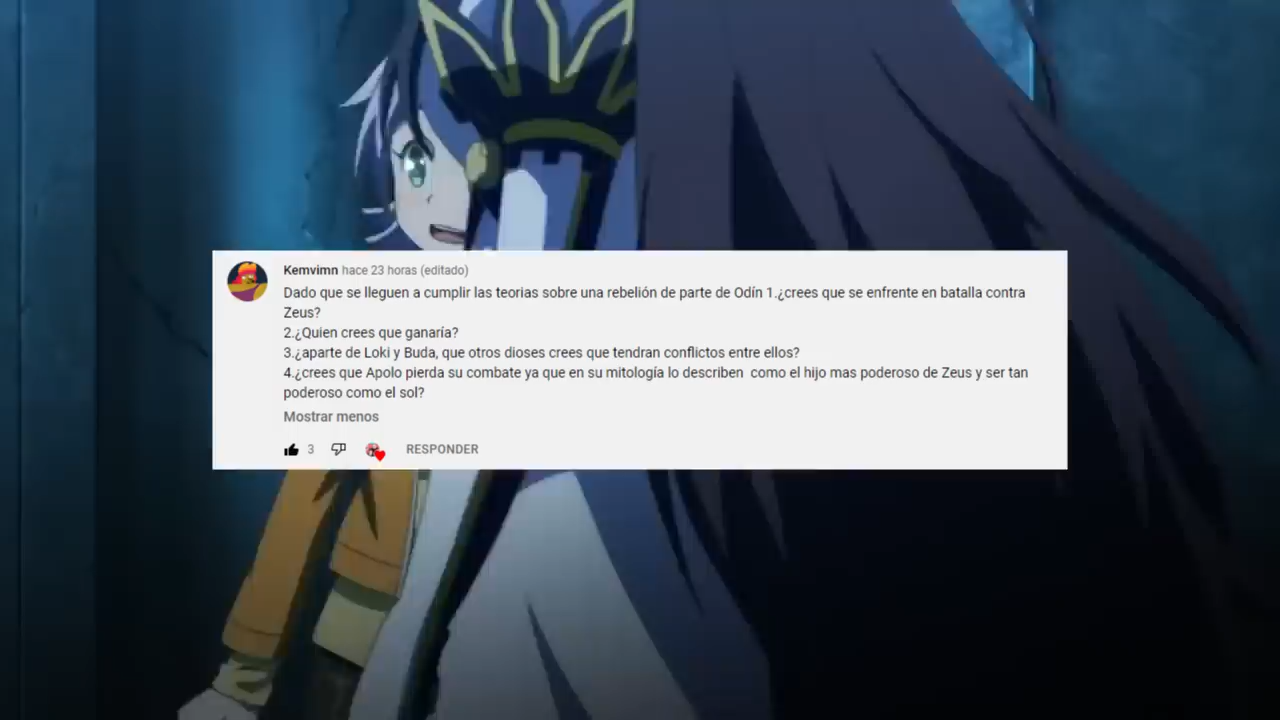 Kemvimn hace 23 horas (editado)
Dado que se lleguen a cumplir las teorias sobre una rebelión de parte de Odín 1.¿crees que se enfrente en batalla contra
Zeus?
2.¿Quien crees que ganaría?
3.¿aparte de Loki y Buda, que otros dioses crees que tendran conflictos entre ellos?
4.¿crees que Apolo pierda su combate ya que en su mitología lo describen como el hijo mas poderoso de Zeus y ser tan
poderoso como el sol?
Mostrar menos
3 RESPONDER